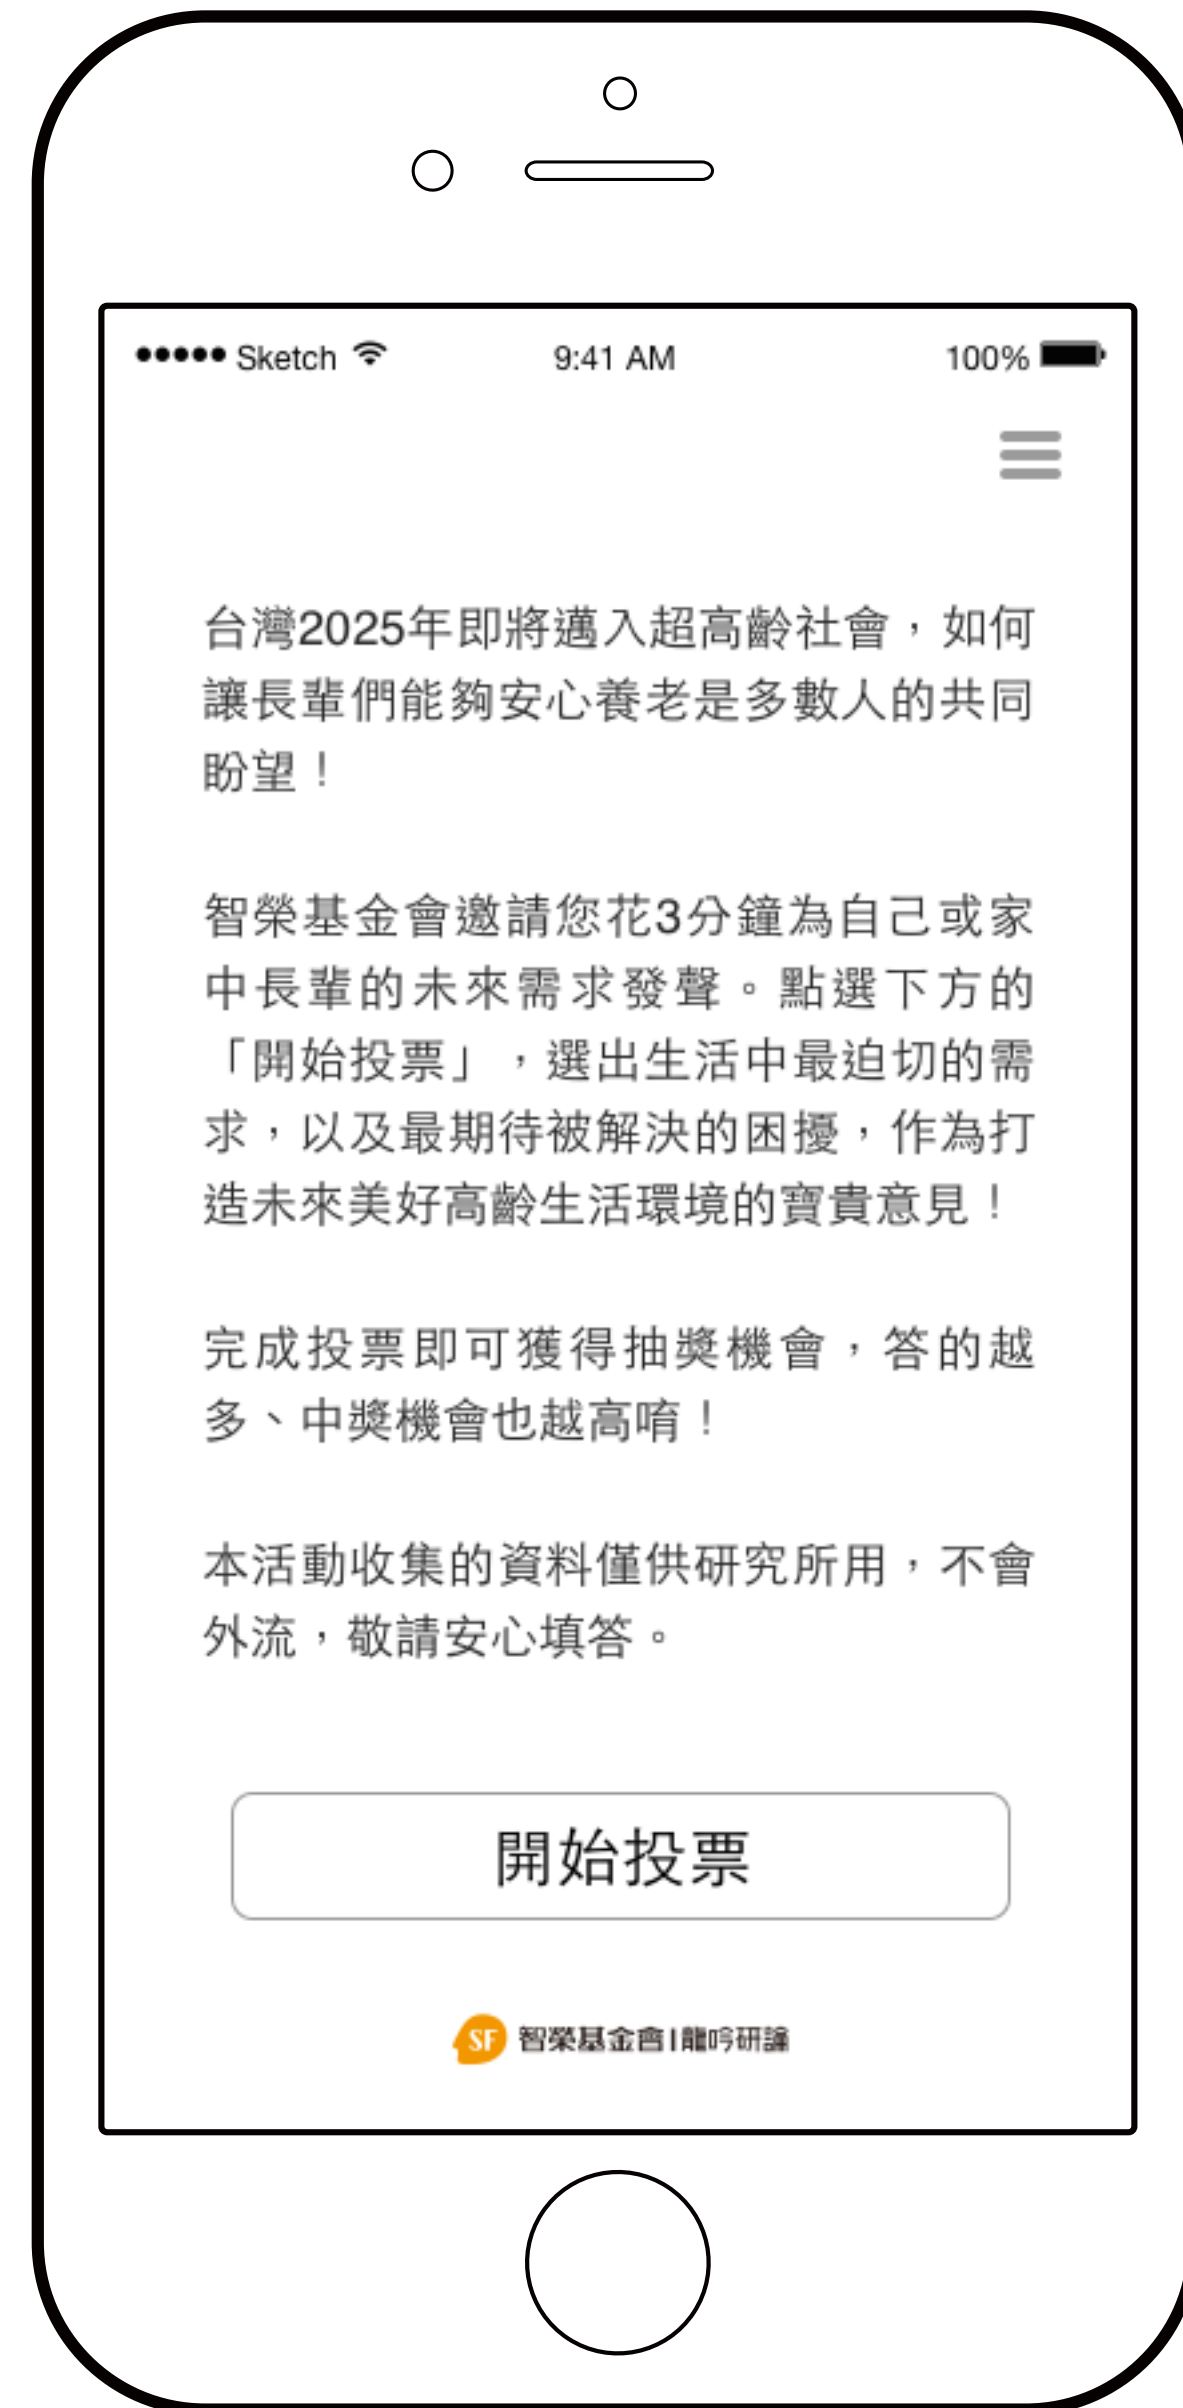 ●●●●● Sketch 9:41 AM 100%
台灣2025年即將邁入超高齡社會，如何
讓長輩們能夠安心養老是多數人的共同
盼望！
智榮基金會邀請您花3分鐘為自己或家
中長輩的未來需求發聲。點選下方的
「開始投票」，選出生活中最迫切的需
求，以及最期待被解決的困擾，作為打
造未來美好高齡生活環境的寶貴意見！
完成投票即可獲得抽獎機會，答的越
多、中獎機會也越高唷！
本活動收集的資料僅供研究所用，不會
外流，敬請安心填答。
開始投票
SF 智榮基金會|龍吟研論